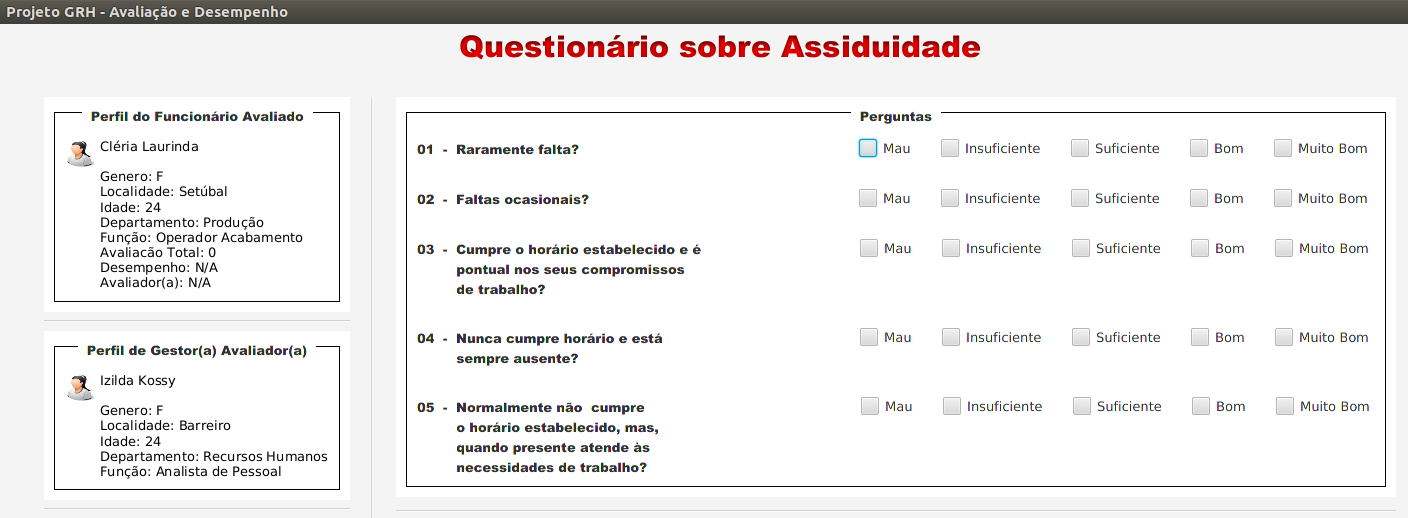 Projeto GRH - Avaliação e Desempenho
Questionário sobre Assiduidade
Perfil do Funcionário Avaliado
Cléria Laurinda
Genero: F
Localidade: Setúbal
Idade: 24
Departamento: Produção
Função: Operador Acabamento
Avaliacão Total: 0
Desempenho: N/A
Avaliador(a): N/A
Perfil de Gestor(a) Avaliador(a)
Izilda Kossy
Genero: F
Localidade: Barreiro
Idade: 24
Departamento: Recursos Humanos
Função: Analista de Pessoal
Perguntas
01 - Raramente falta? Mau Insuficiente Suficiente Bom Muito Bom
02 - Faltas ocasionais? Mau Insuficiente Suficiente Bom Muito Bom
03 - Cumpre o horário estabelecido e é Mau Insuficiente Suficiente Bom Muito Bom
pontual nos seus compromissos
de trabalho?
04 - Nunca cumpre horário e está Mau Insuficiente Suficiente Bom Muito Bom
sempre ausente?
05 - Normalmente não cumpre Mau Insuficiente Suficiente Bom Muito Bom
o horário estabelecido, mas,
quando presente atende às
necessidades de trabalho?